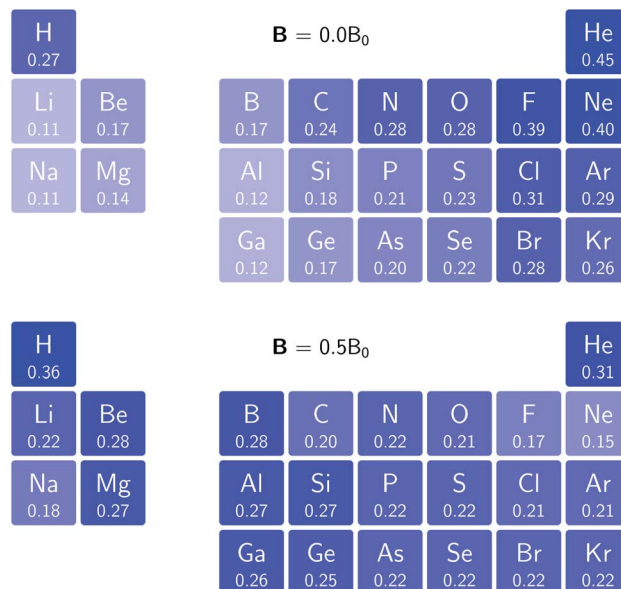 H B = 0.0B₀ He
0.27 0.45
Li Be B C N O F Ne
0.11 0.17 0.17 0.24 0.28 0.28 0.39 0.40
Na Mg Al Si P S Cl Ar
0.11 0.14 0.12 0.18 0.21 0.23 0.31 0.29
Ga Ge As Se Br Kr
0.12 0.17 0.20 0.22 0.28 0.26
H B = 0.5B₀ He
0.36 0.31
Li Be B C N O F Ne
0.22 0.28 0.28 0.20 0.22 0.21 0.17 0.15
Na Mg Al Si P S Cl Ar
0.18 0.27 0.27 0.27 0.22 0.22 0.21 0.21
Ga Ge As Se Br Kr
0.26 0.25 0.22 0.22 0.22 0.22